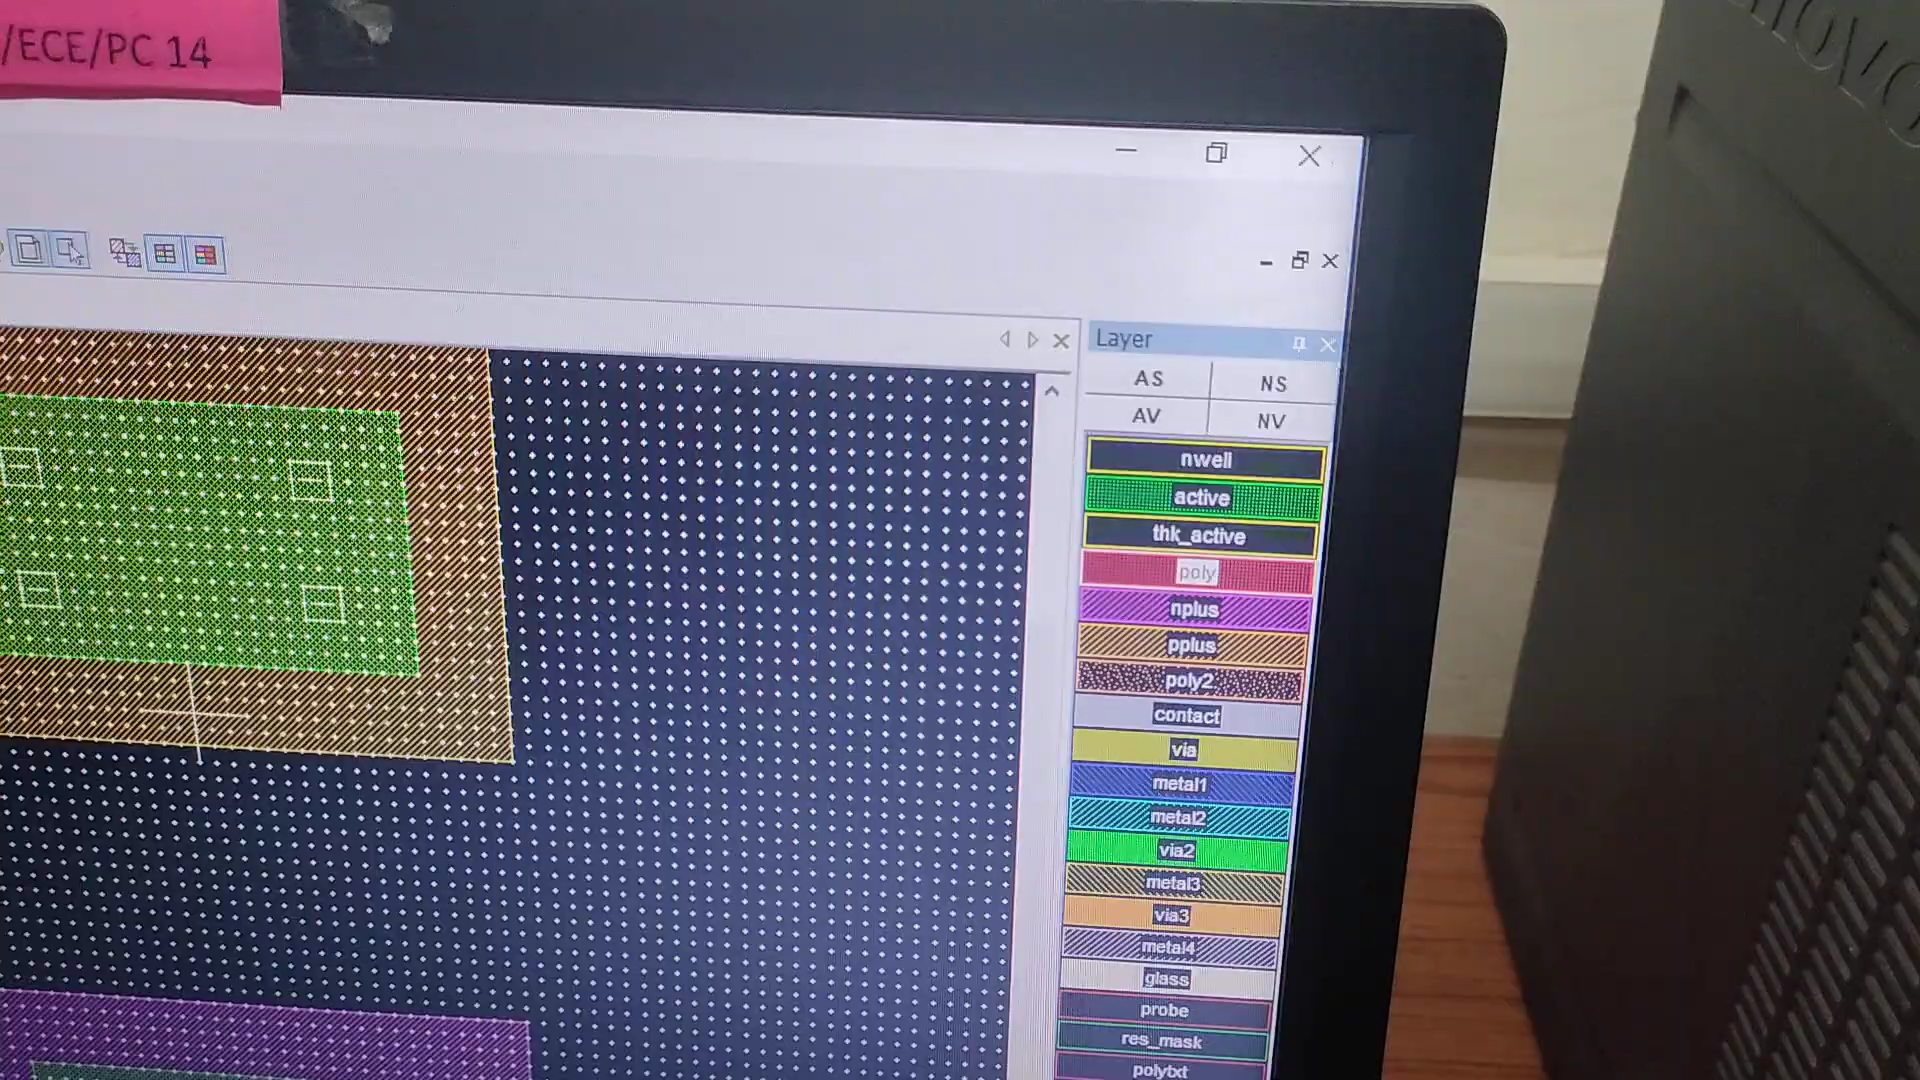 /ECE/PC 14
Layer
AS
NS
AV
NV
nwell
active
thk_active
poly
nplus
pplus
poly2
contact
via
metal1
metal2
via2
metal3
via3
metal4
glass
probe
res_mask
polytxt